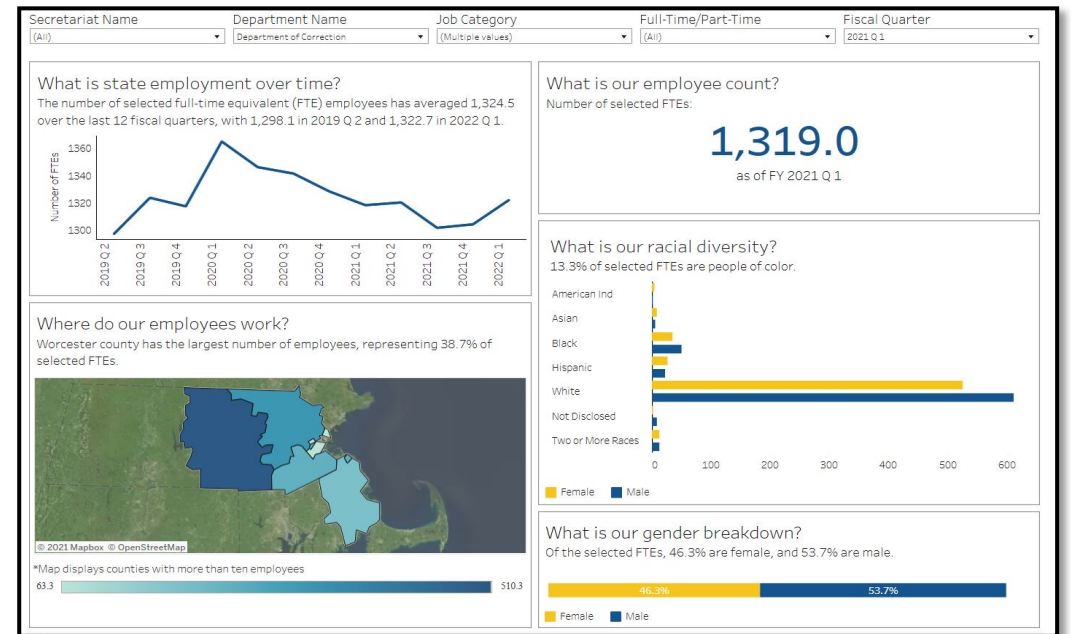 Secretariat Name
(All)
Department Name
Department of Correction
Job Category
(Multiple values)
Full-Time/Part-Time
(All)
Fiscal Quarter
2021 Q 1
What is state employment over time?
The number of selected full-time equivalent (FTE) employees has averaged 1,324.5
over the last 12 fiscal quarters, with 1,298.1 in 2019 Q 2 and 1,322.7 in 2022 Q 1.
Number of FTEs
1360
1340
1320
1300
2019 Q 2
2019 Q 3
2019 Q 4
2020 Q 1
2020 Q 2
2020 Q 3
2020 Q 4
2021 Q 1
2021 Q 2
2021 Q 3
2021 Q 4
2022 Q 1
Where do our employees work?
Worcester county has the largest number of employees, representing 38.7% of
selected FTEs.
© 2021 Mapbox © OpenStreetMap
*Map displays counties with more than ten employees
63.3
510.3
What is our employee count?
Number of selected FTEs:
1,319.0
as of FY 2021 Q 1
What is our racial diversity?
13.3% of selected FTEs are people of color.
American Ind
Asian
Black
Hispanic
White
Not Disclosed
Two or More Races
0 100 200 300 400 500 600
Female Male
What is our gender breakdown?
Of the selected FTEs, 46.3% are female, and 53.7% are male.
46.3% 53.7%
Female Male